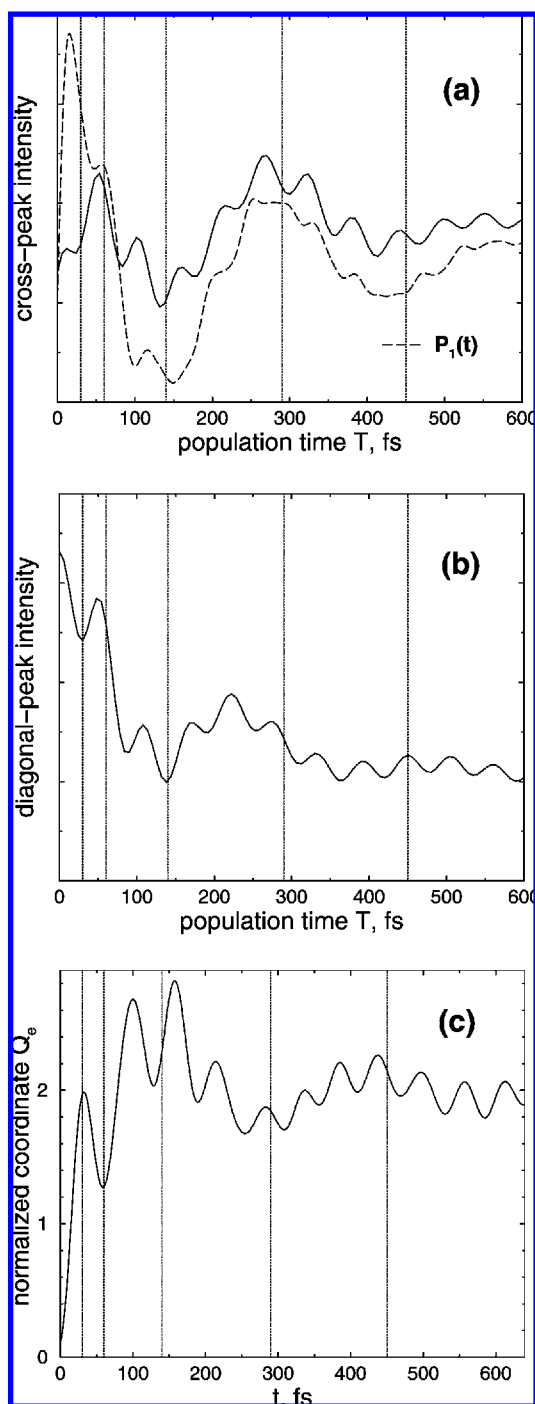 (a)
cross-peak intensity
P₁(t)
0 100 200 300 400 500 600
population time T, fs
(b)
diagonal-peak intensity
0 100 200 300 400 500 600
population time T, fs
(c)
normalized coordinate Qₑ
2
1
0
0 100 200 300 400 500 600
t, fs